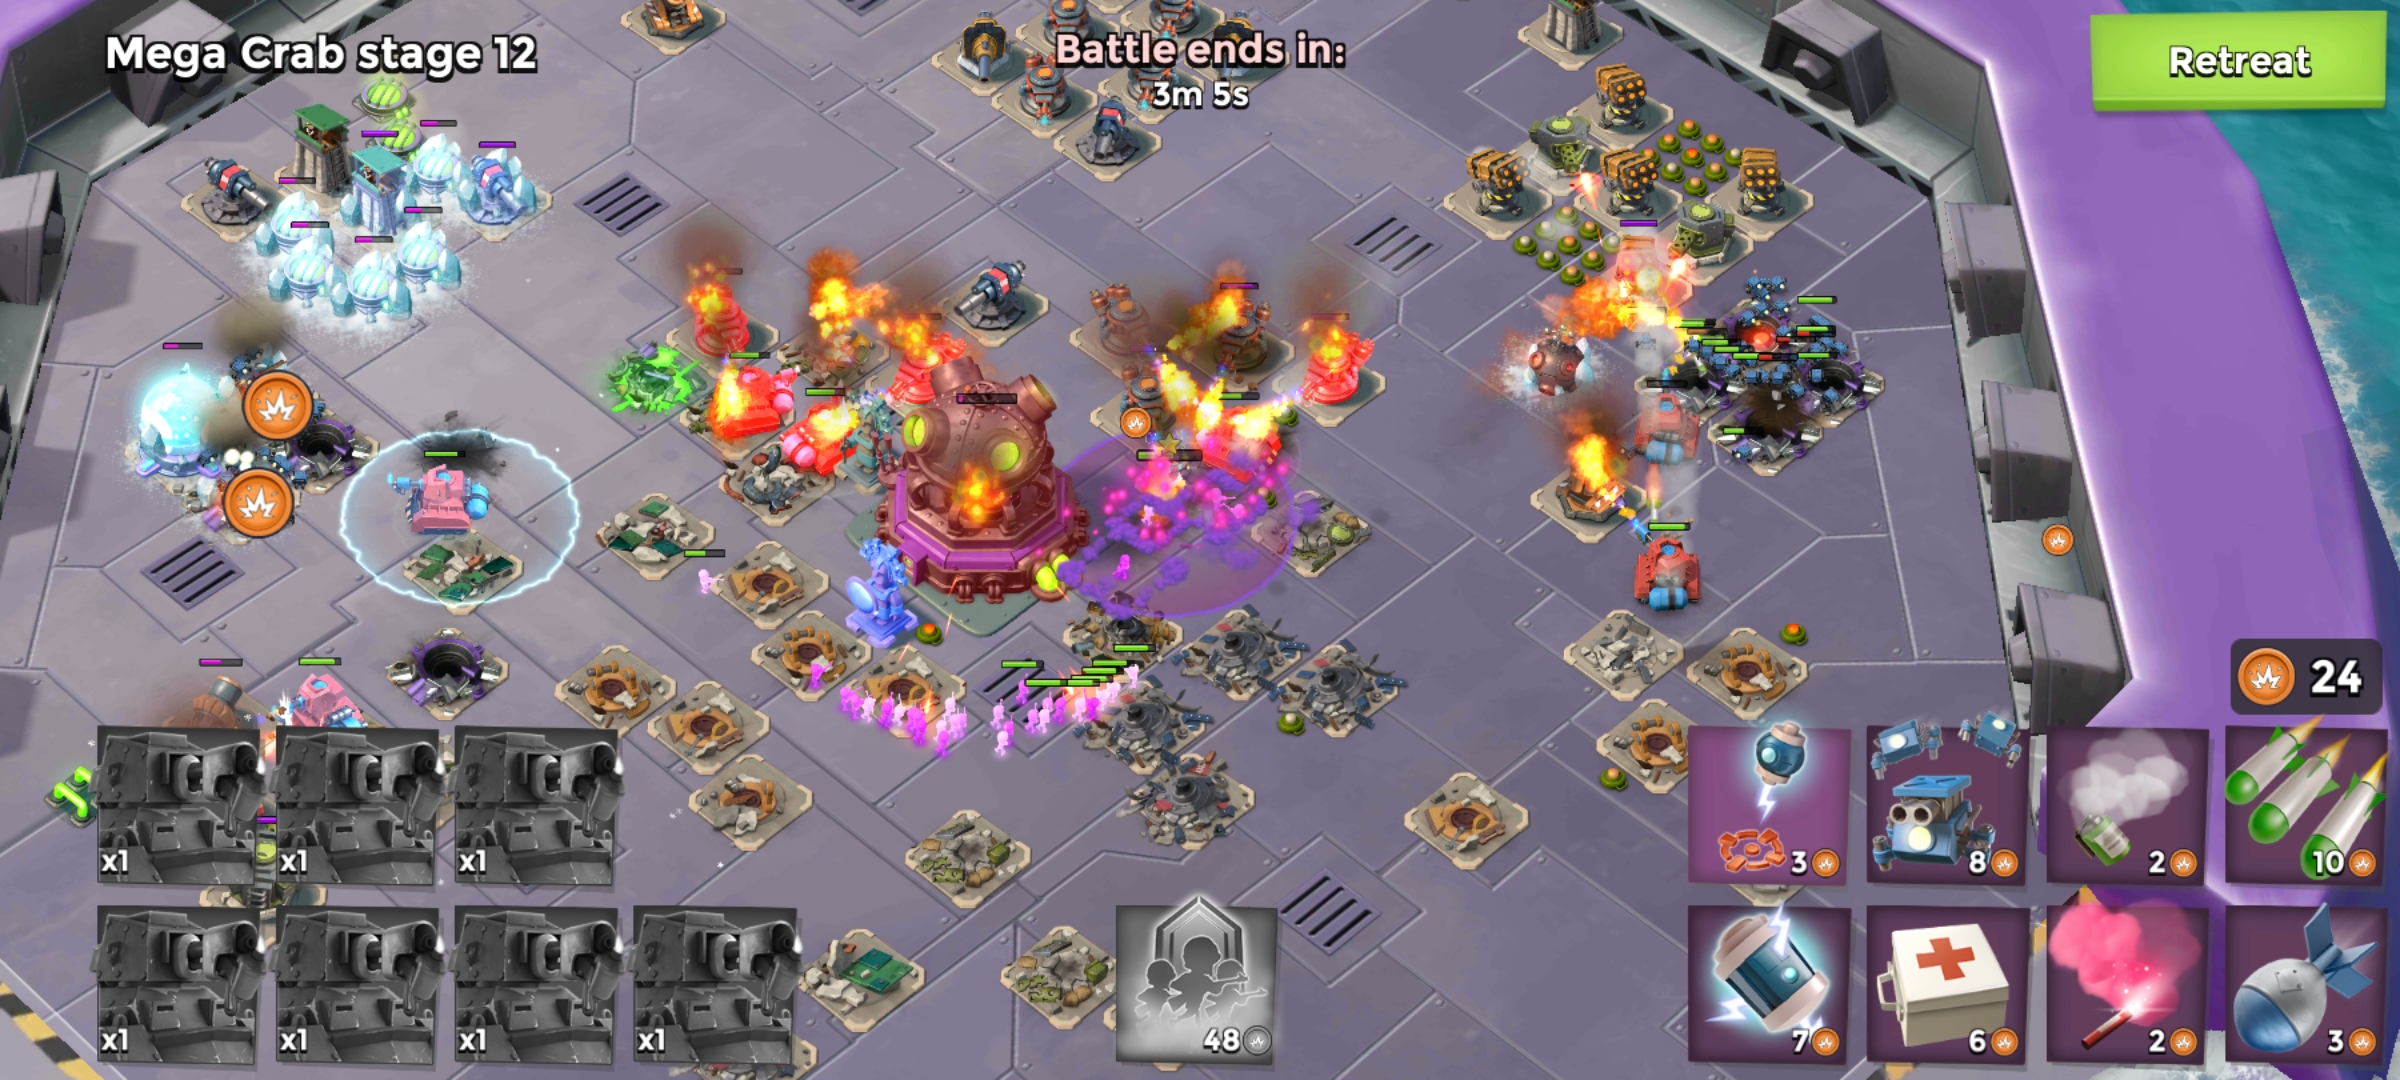 Mega Crab stage 12
Battle ends in:
3m 5s
Retreat
24
x1
x1
x1
3
8
2
10
x1
x1
x1
x1
48
7
6
2
3